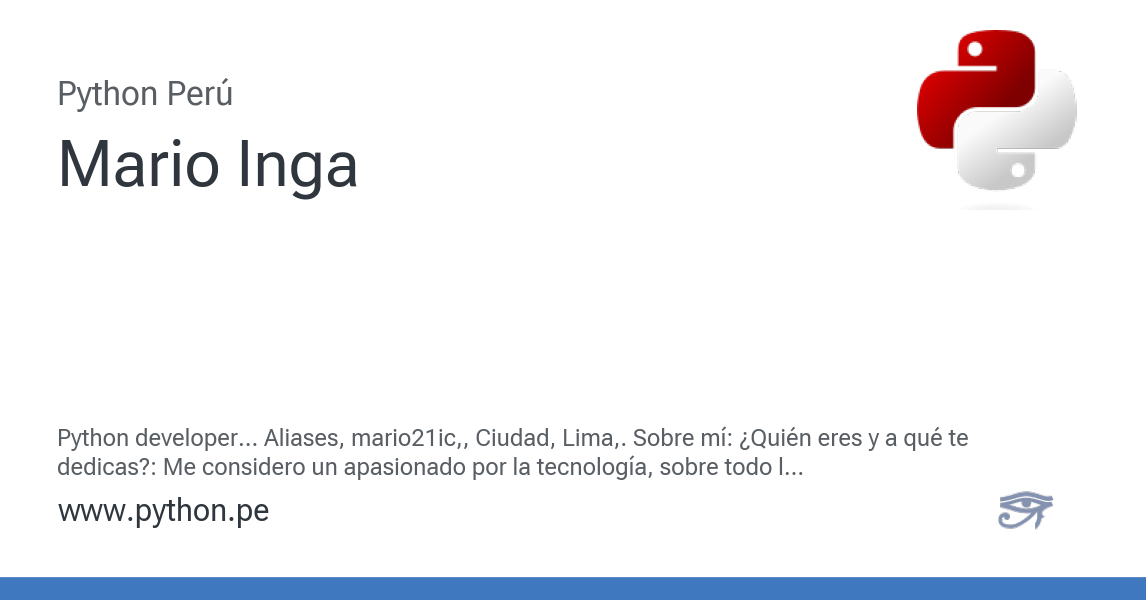 Python Perú
Mario Inga
Python developer... Aliases, mario21ic,, Ciudad, Lima,. Sobre mí: ¿Quién eres y a qué te
dedicas?: Me considero un apasionado por la tecnología, sobre todo l...
www.python.pe